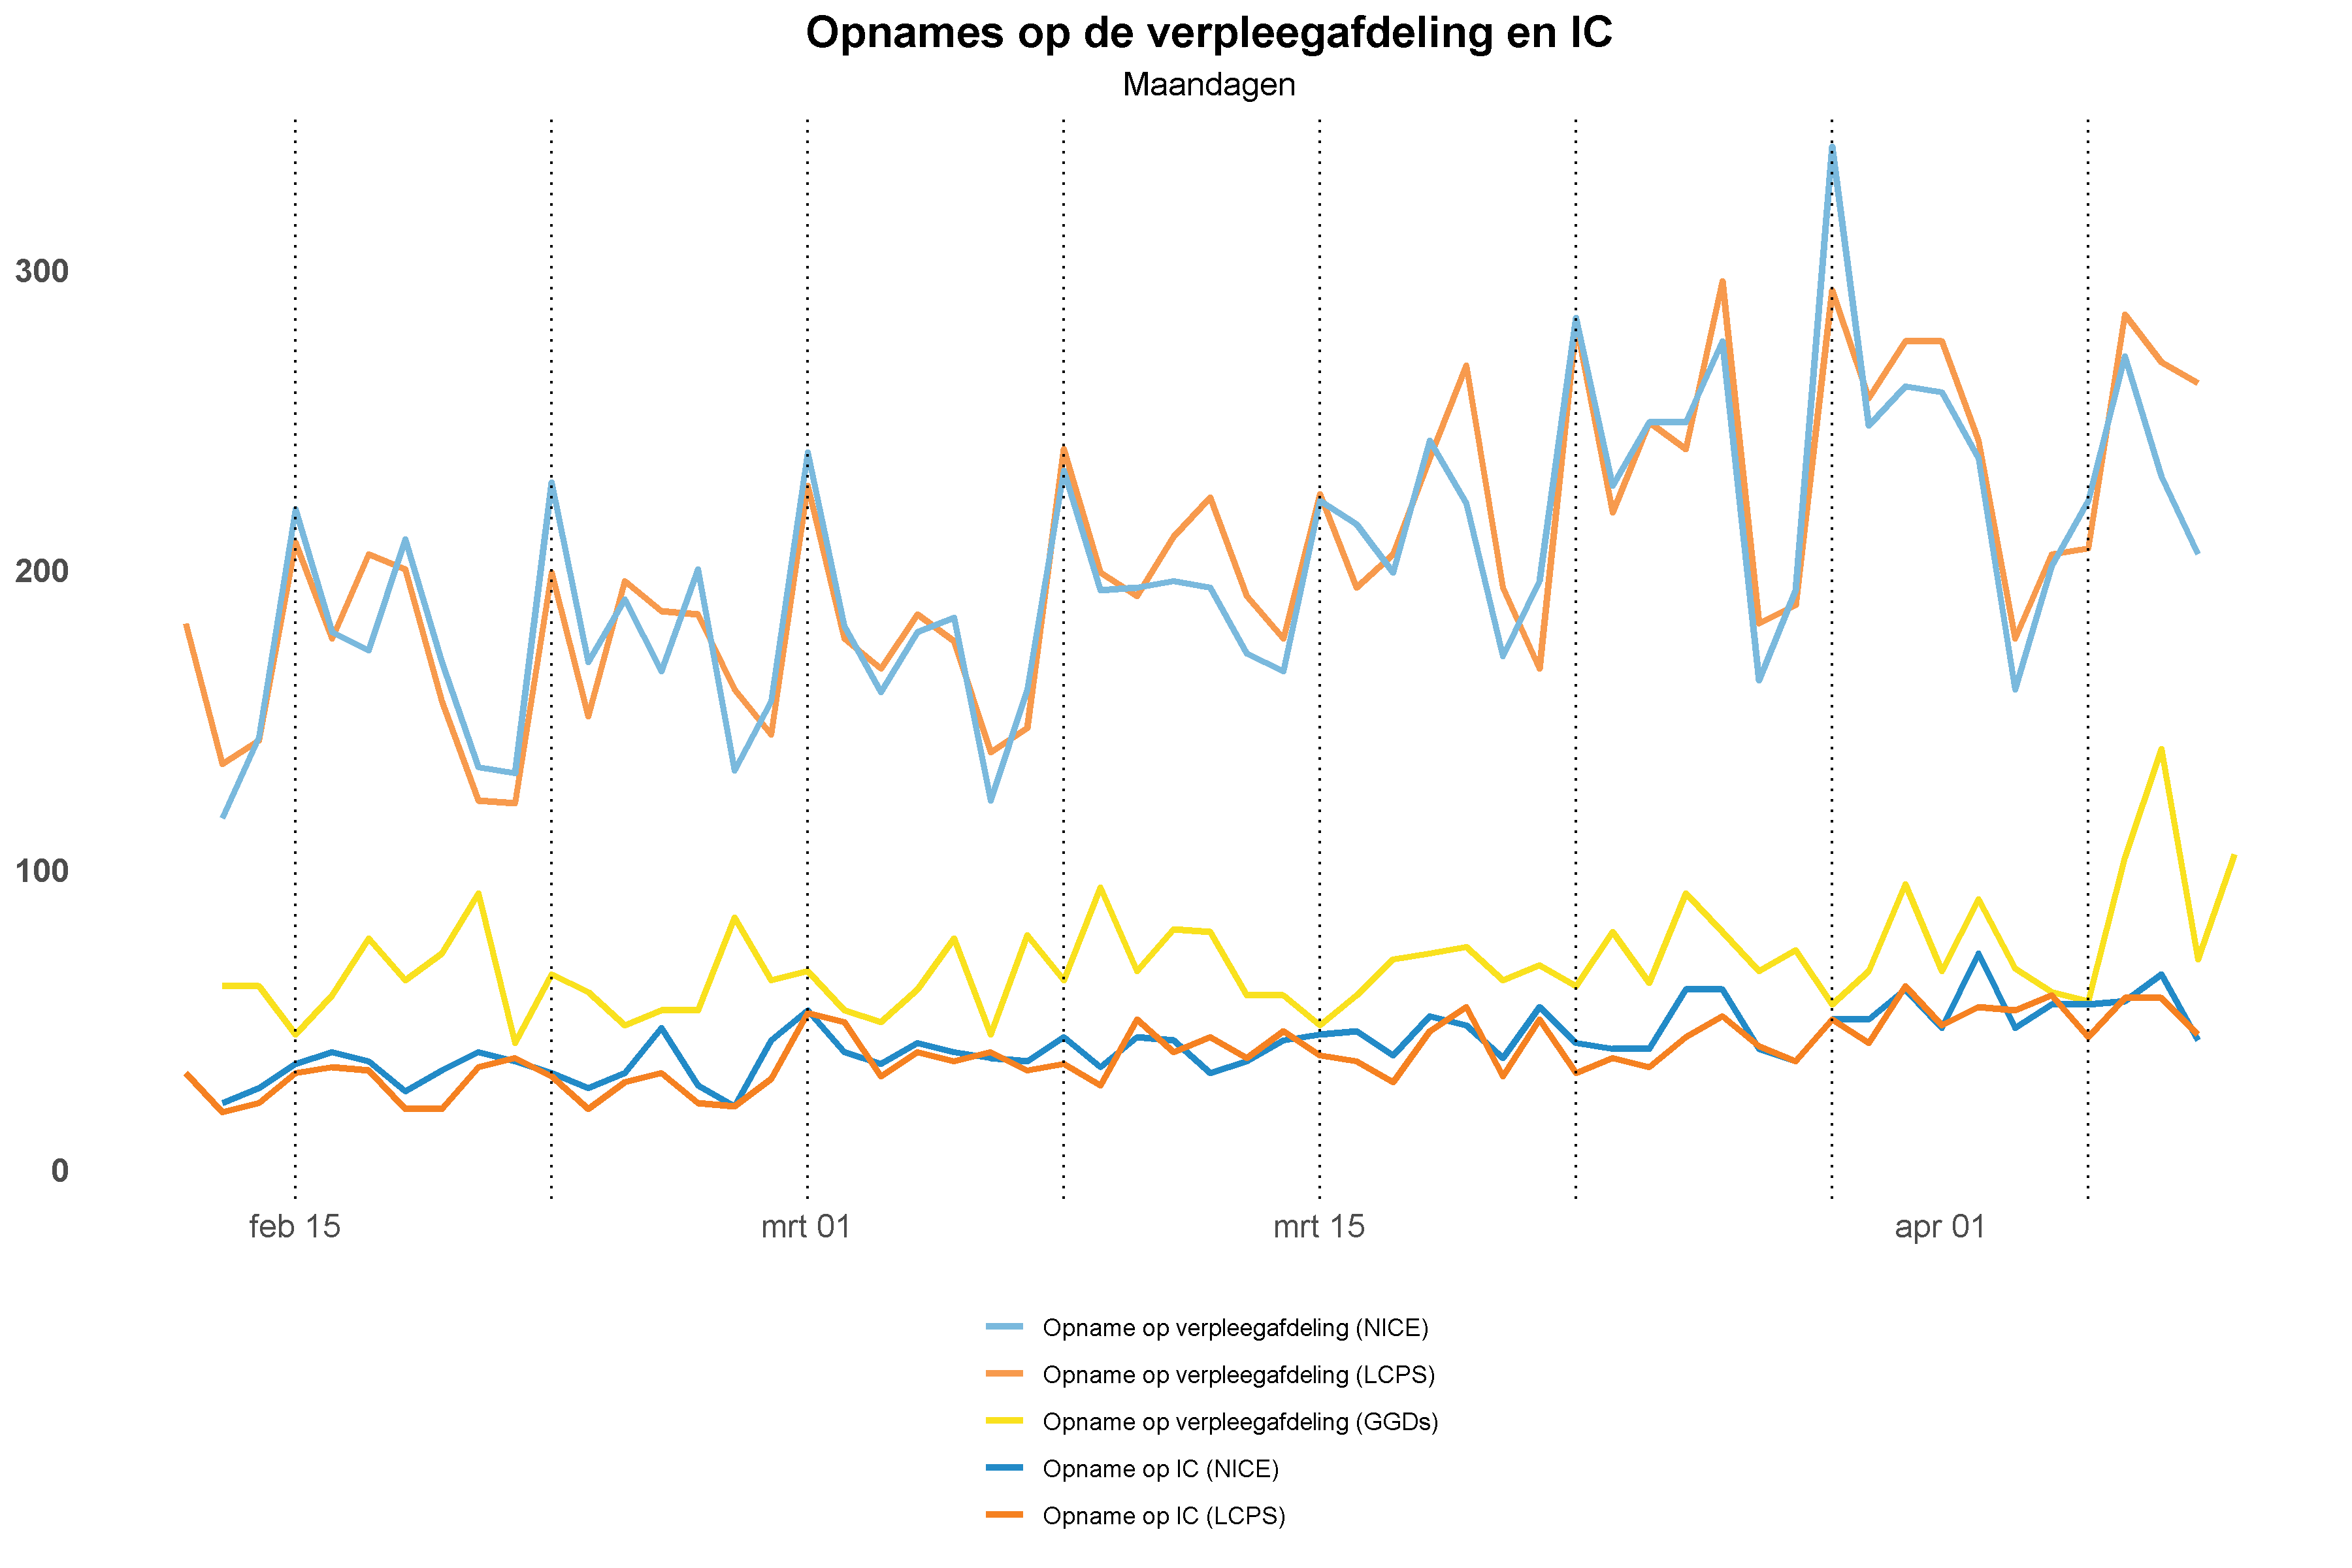 Opnames op de verpleegafdeling en IC
Maandagen
300
200
100
0
feb 15
mrt 01
mrt 15
apr 01
Opname op verpleegafdeling (NICE)
Opname op verpleegafdeling (LCPS)
Opname op verpleegafdeling (GGDs)
Opname op IC (NICE)
Opname op IC (LCPS)